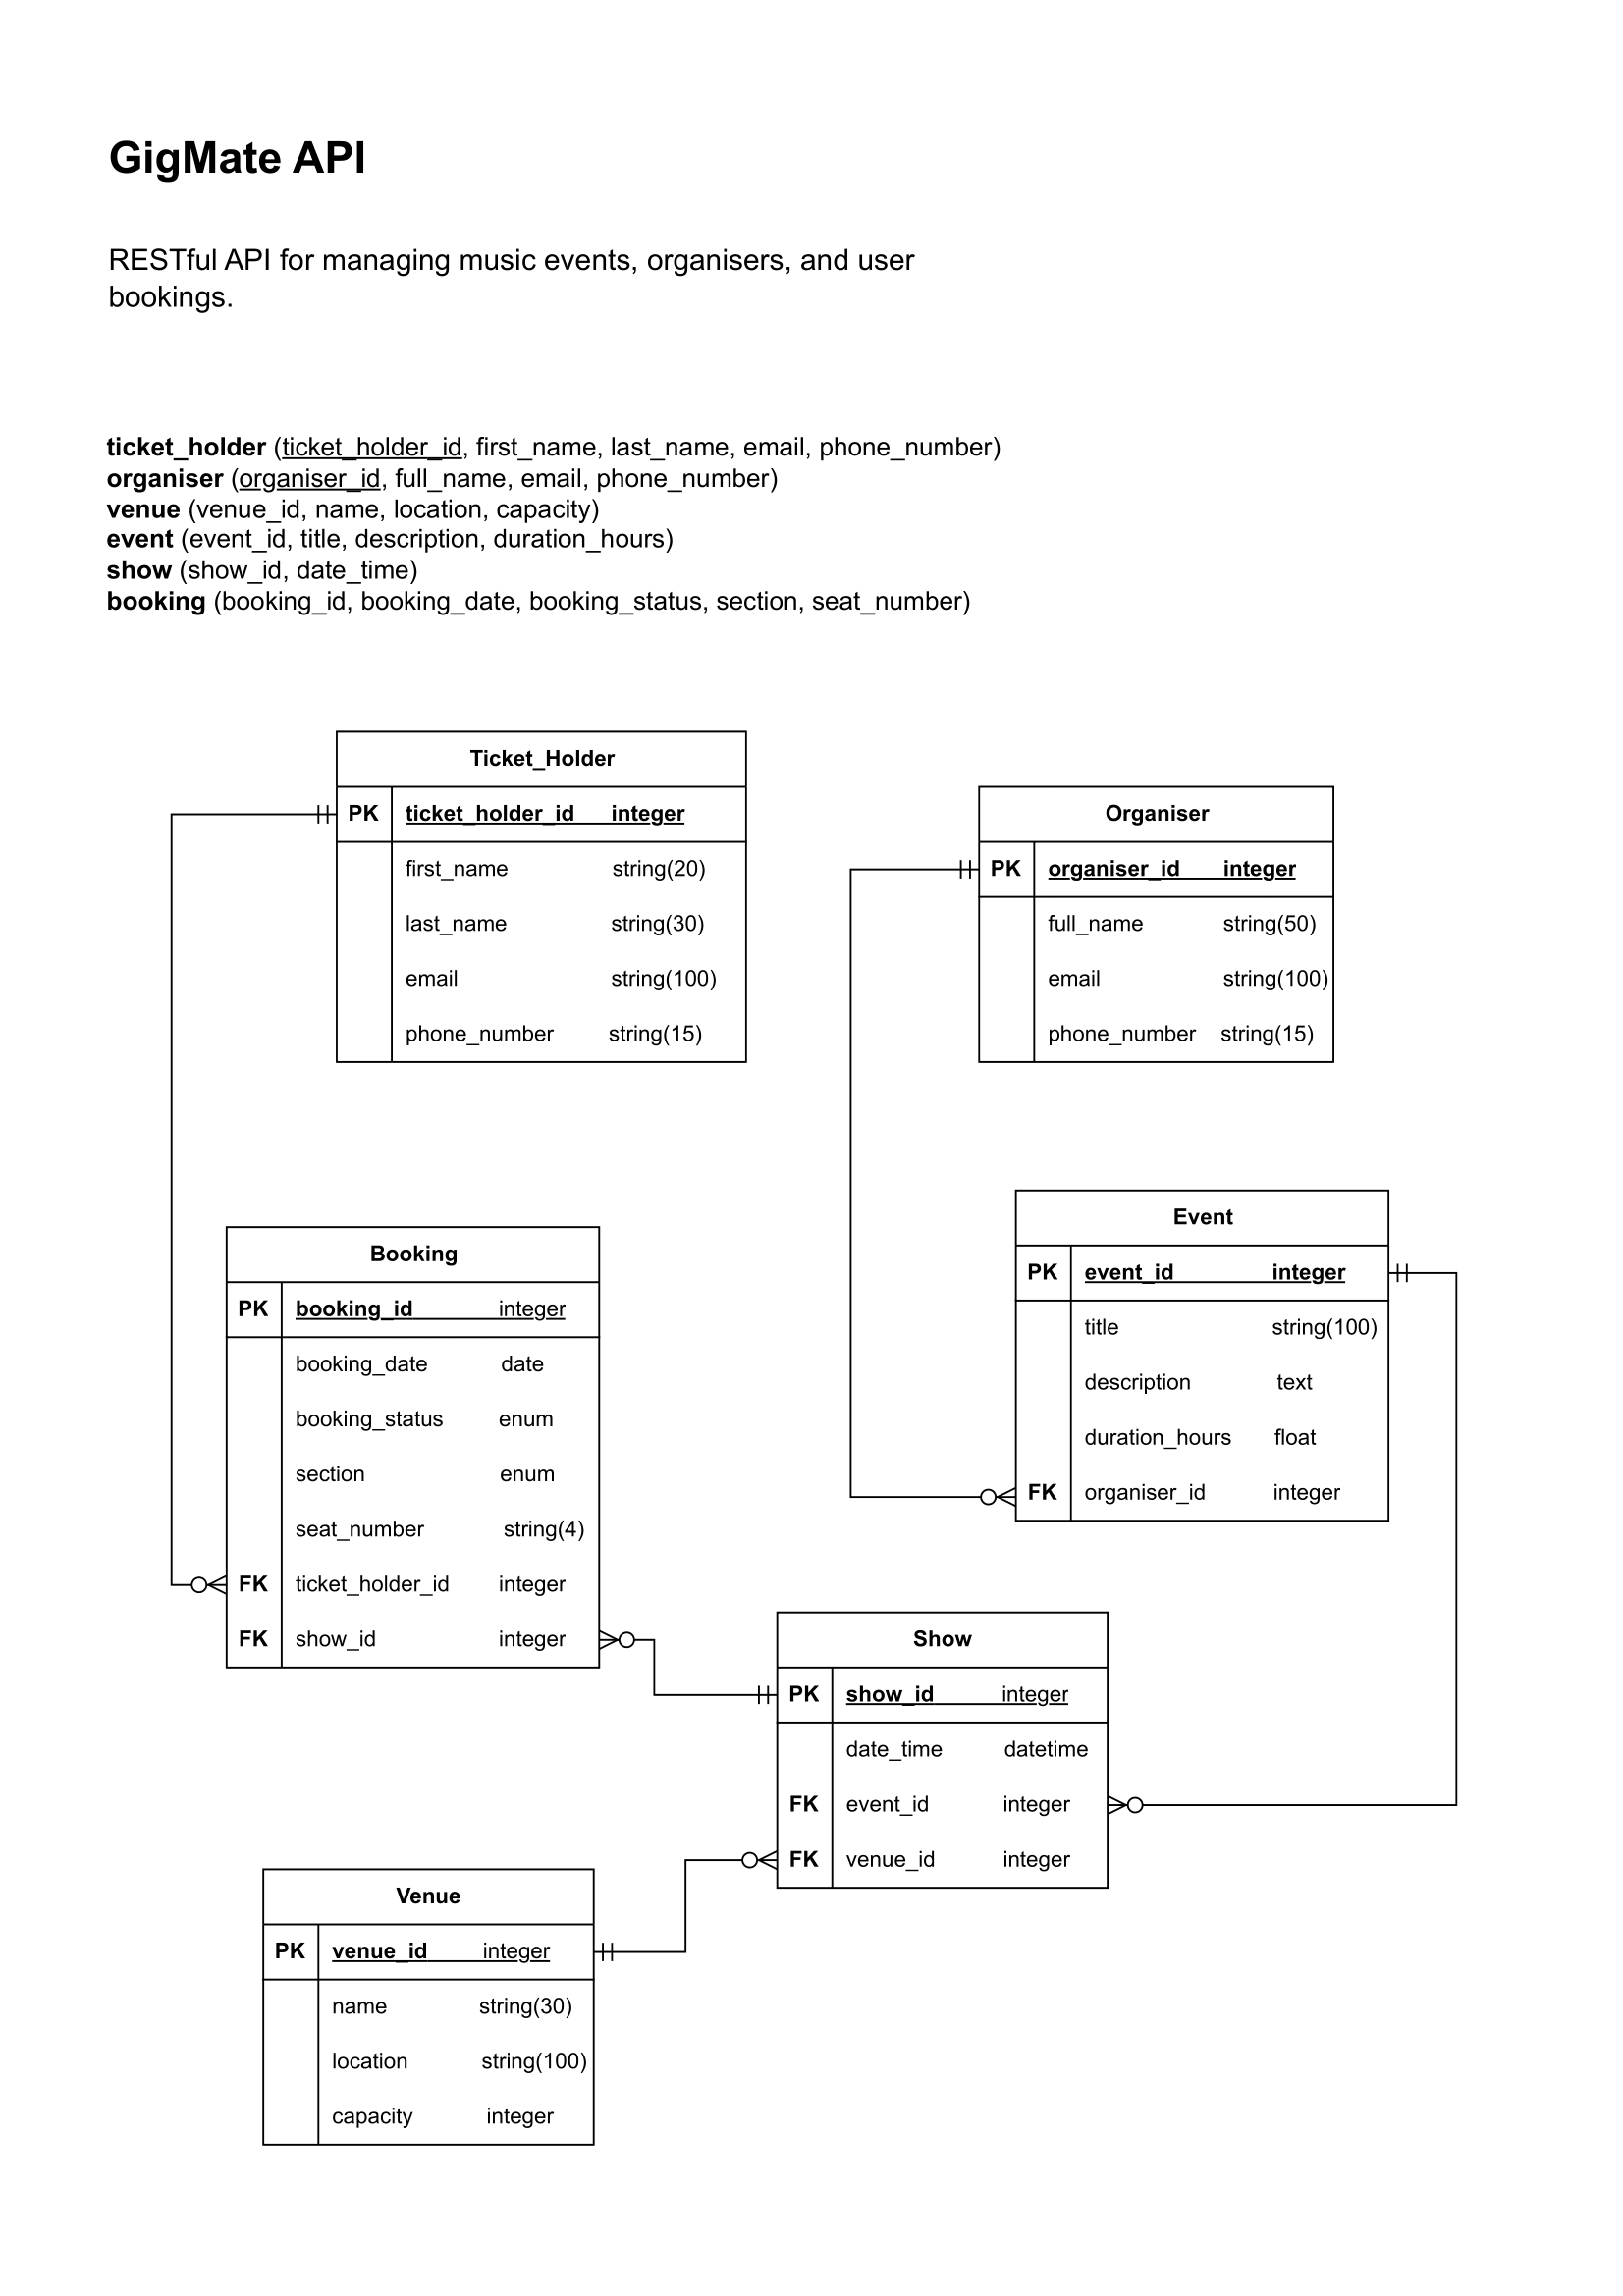 GigMate API
RESTful API for managing music events, organisers, and user
bookings.
ticket_holder (ticket_holder_id, first_name, last_name, email, phone_number)
organiser (organiser_id, full_name, email, phone_number)
venue (venue_id, name, location, capacity)
event (event_id, title, description, duration_hours)
show (show_id, date_time)
booking (booking_id, booking_date, booking_status, section, seat_number)
Ticket_Holder
PK ticket_holder_id integer
first_name string(20)
last_name string(30)
email string(100)
phone_number string(15)
Organiser
PK organiser_id integer
full_name string(50)
email string(100)
phone_number string(15)
Booking
PK booking_id integer
booking_date date
booking_status enum
section enum
seat_number string(4)
FK ticket_holder_id integer
FK show_id integer
Event
PK event_id integer
title string(100)
description text
duration_hours float
FK organiser_id integer
Show
PK show_id integer
date_time datetime
FK event_id integer
FK venue_id integer
Venue
PK venue_id integer
name string(30)
location string(100)
capacity integer